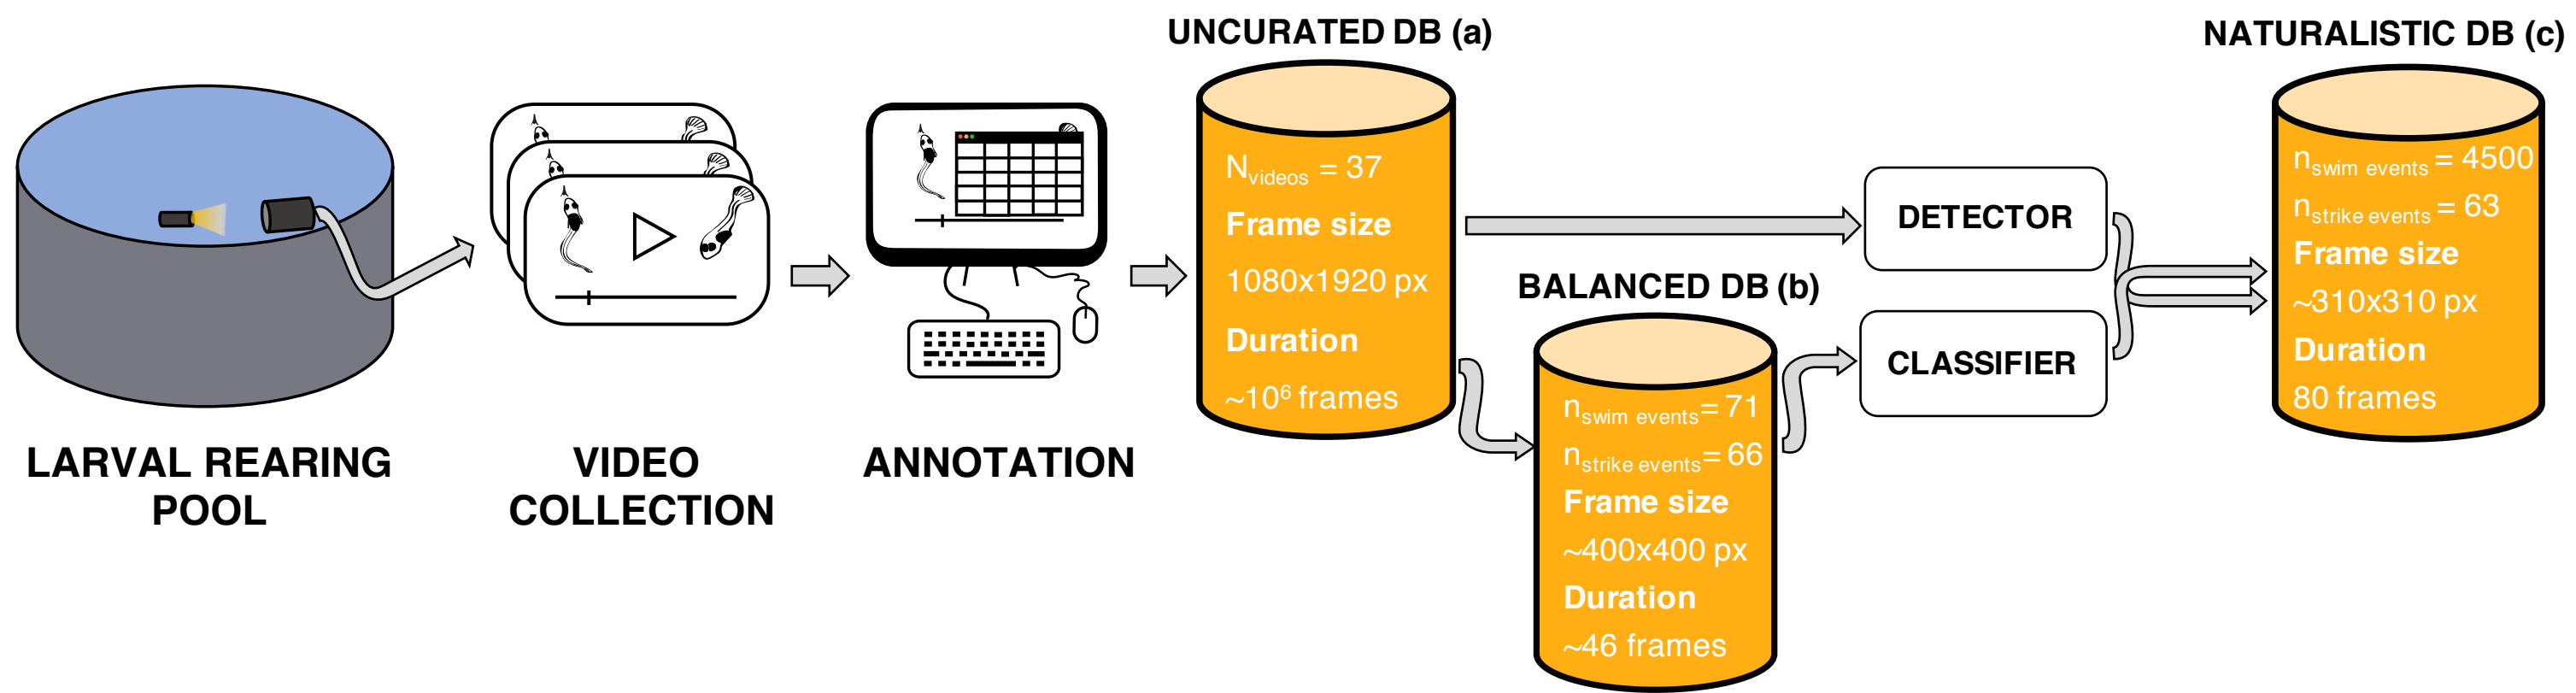 LARVAL REARING
POOL
VIDEO
COLLECTION
ANNOTATION
UNCURATED DB (a)
Nvideos = 37
Frame size
1080x1920 px
Duration
~10⁶ frames
BALANCED DB (b)
nswim events= 71
nstrike events= 66
Frame size
~400x400 px
Duration
~46 frames
DETECTOR
CLASSIFIER
NATURALISTIC DB (c)
nswim events = 4500
nstrike events = 63
Frame size
~310x310 px
Duration
80 frames